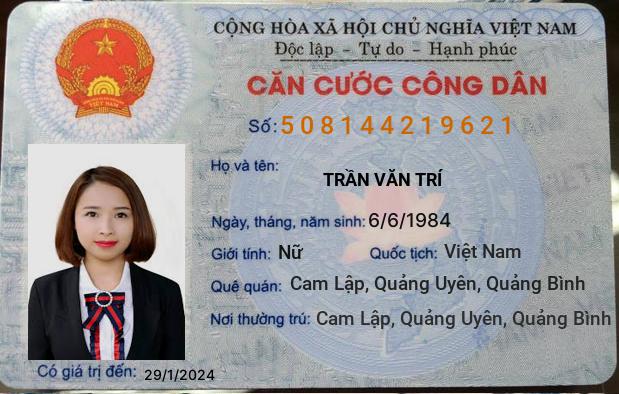 CỘNG HÒA XÃ HỘI CHỦ NGHĨA VIỆT NAM
Độc lập - Tự do - Hạnh phúc
CĂN CƯỚC CÔNG DÂN
Số: 508144219621
Họ và tên:
TRẦN VĂN TRÍ
Ngày, tháng, năm sinh: 6/6/1984
Giới tính: Nữ Quốc tịch: Việt Nam
Quê quán: Cam Lập, Quảng Uyên, Quảng Bình
Nơi thường trú: Cam Lập, Quảng Uyên, Quảng Bình
Có giá trị đến: 29/1/2024
VIỆT NAM